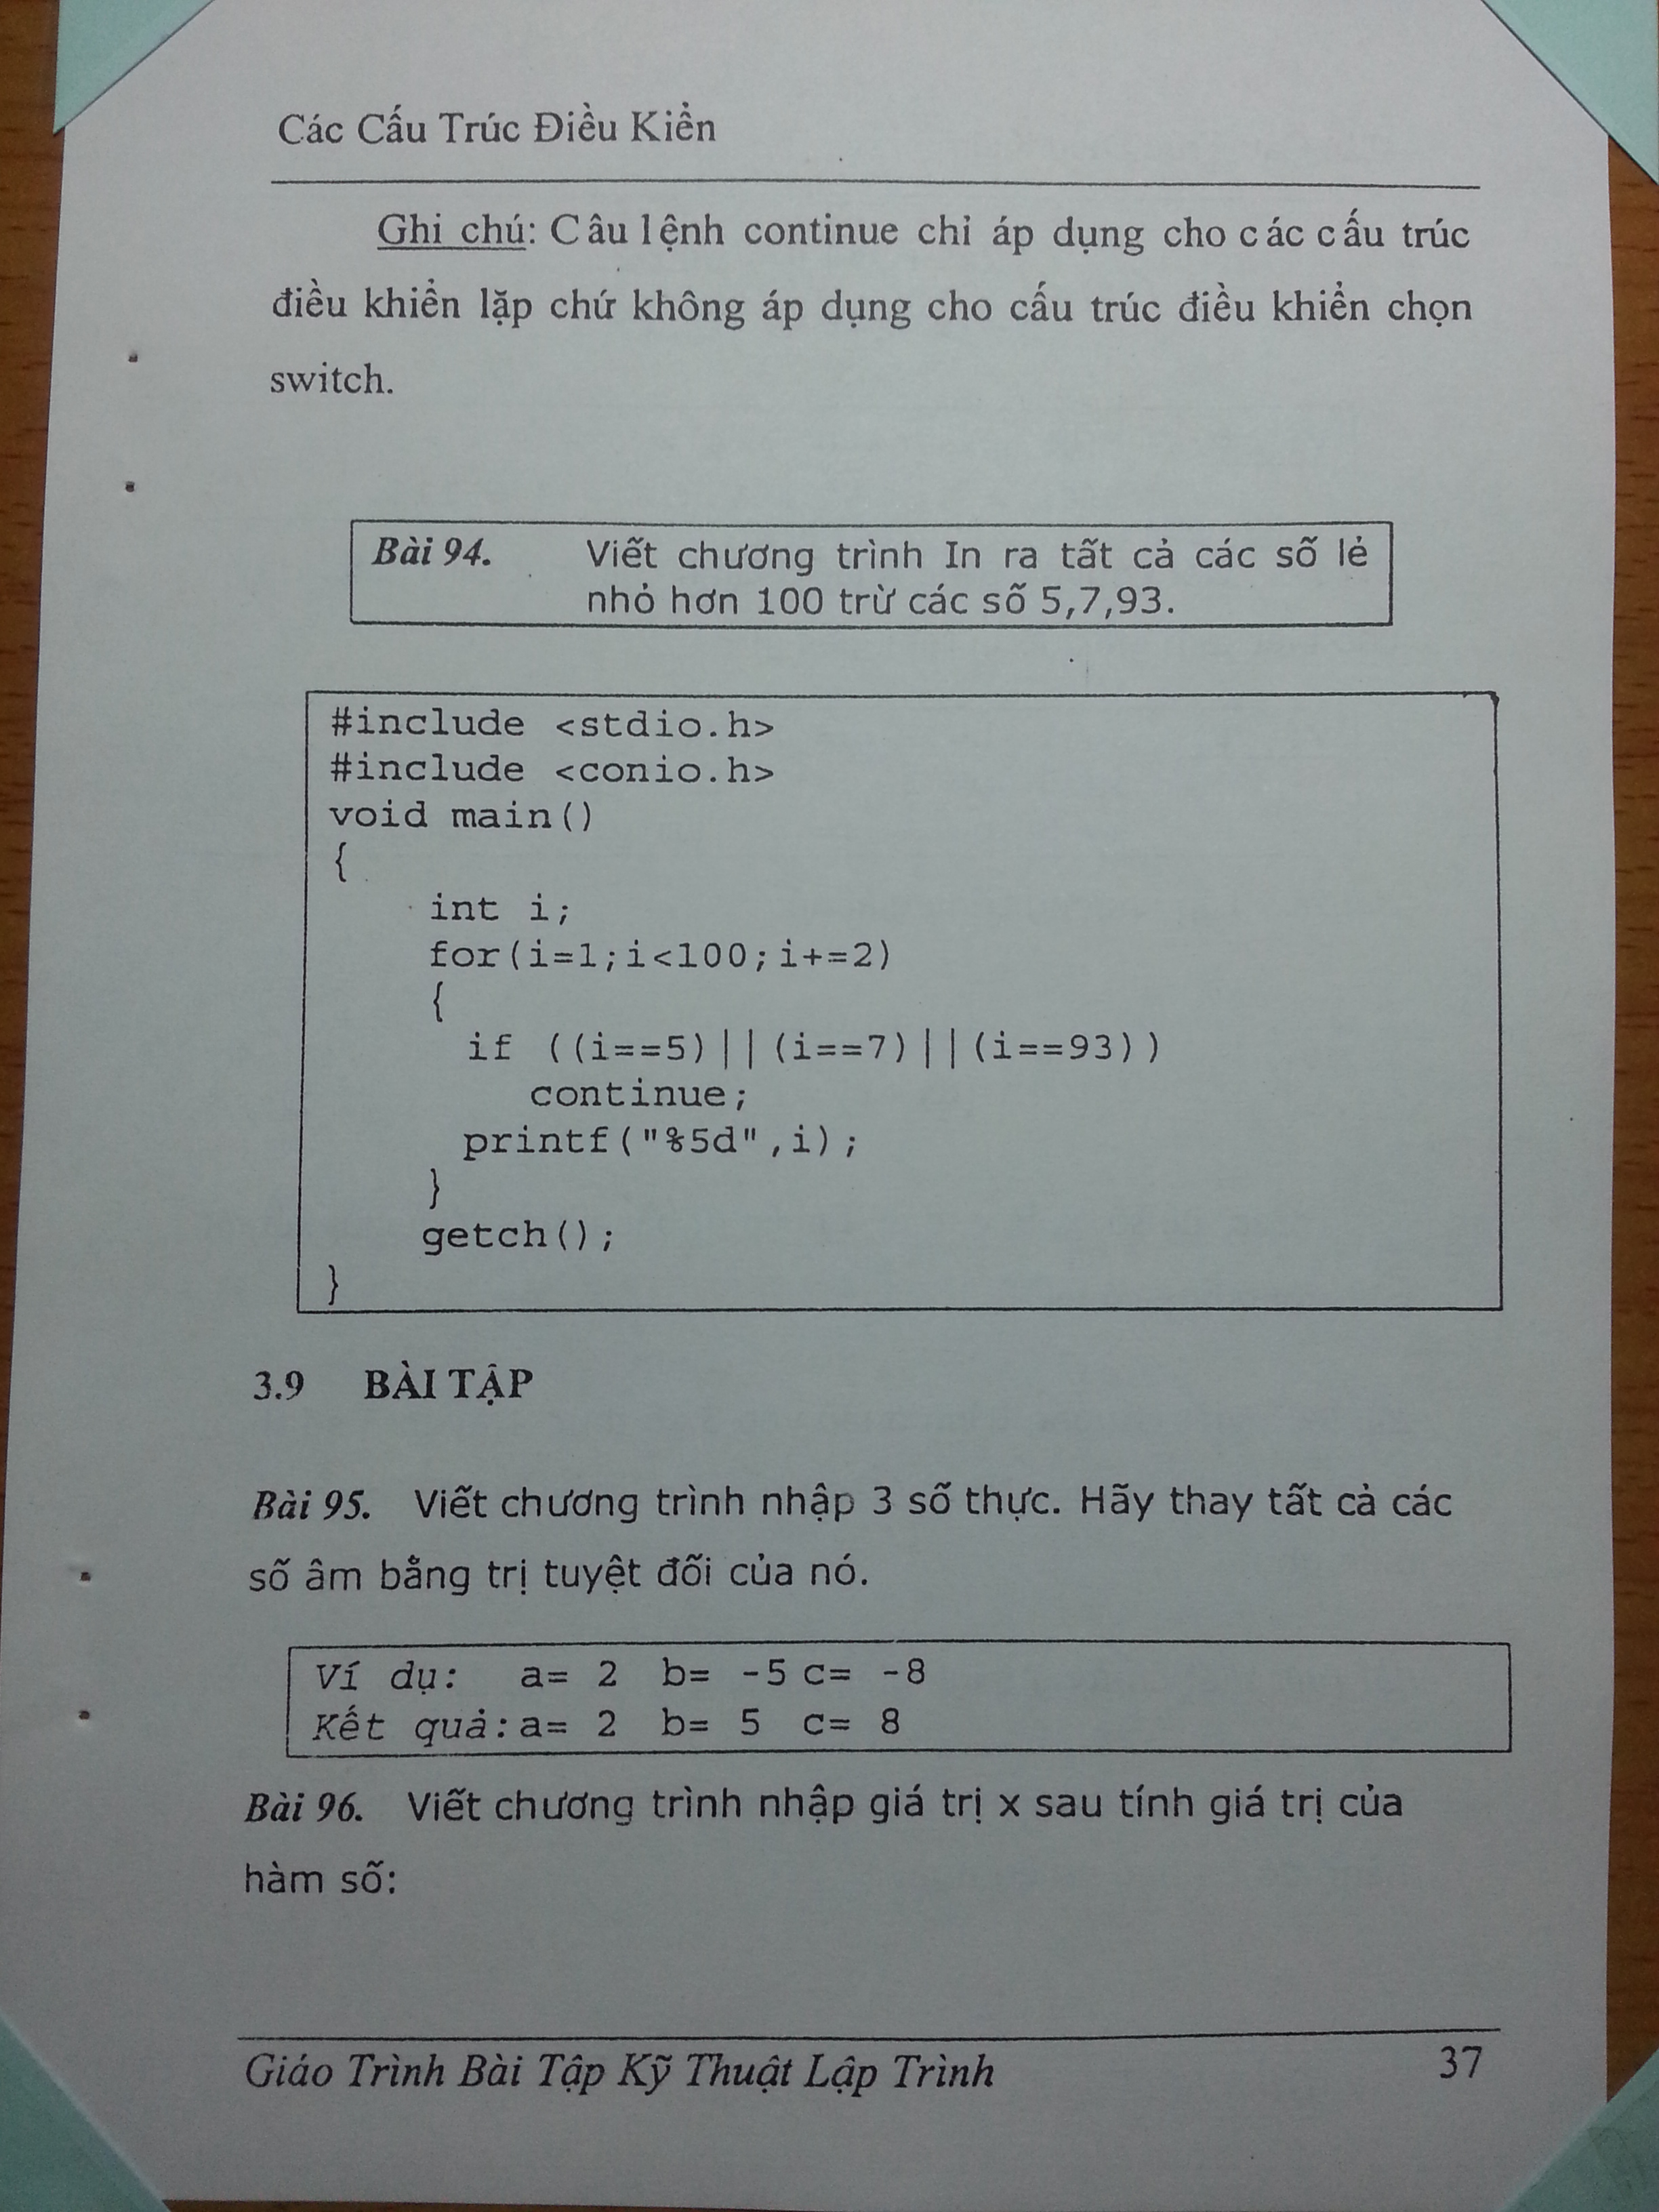 Các Cấu Trúc Điều Kiển
Ghi chú: Câu lệnh continue chỉ áp dụng cho các cấu trúc
điều khiển lặp chứ không áp dụng cho cấu trúc điều khiển chọn
switch.
Bài 94. Viết chương trình In ra tất cả các số lẻ
nhỏ hơn 100 trừ các số 5,7,93.
#include <stdio.h>
#include <conio.h>
void main()
{
int i;
for(i=1;i<100;i+=2)
{
if ((i==5)||(i==7)||(i==93))
continue;
printf("%5d",i);
}
getch();
}
3.9 BÀI TẬP
Bài 95. Viết chương trình nhập 3 số thực. Hãy thay tất cả các
số âm bằng trị tuyệt đối của nó.
Ví dụ: a= 2 b= -5 c= -8
Kết quả: a= 2 b= 5 c= 8
Bài 96. Viết chương trình nhập giá trị x sau tính giá trị của
hàm số:
Giáo Trình Bài Tập Kỹ Thuật Lập Trình 37